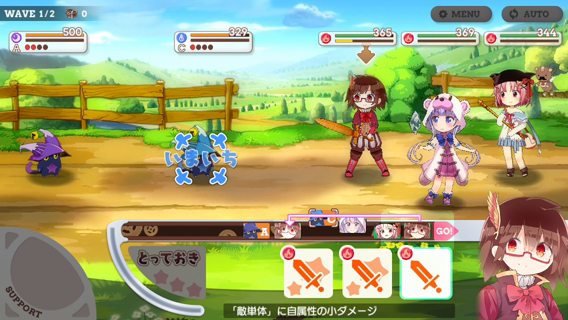 WAVE 1/2
0
MENU
AUTO
500
A
329
C
365
369
344
いまいち
A
C
GO!
とっておき
SUPPORT
「敵単体」に自属性の小ダメージ